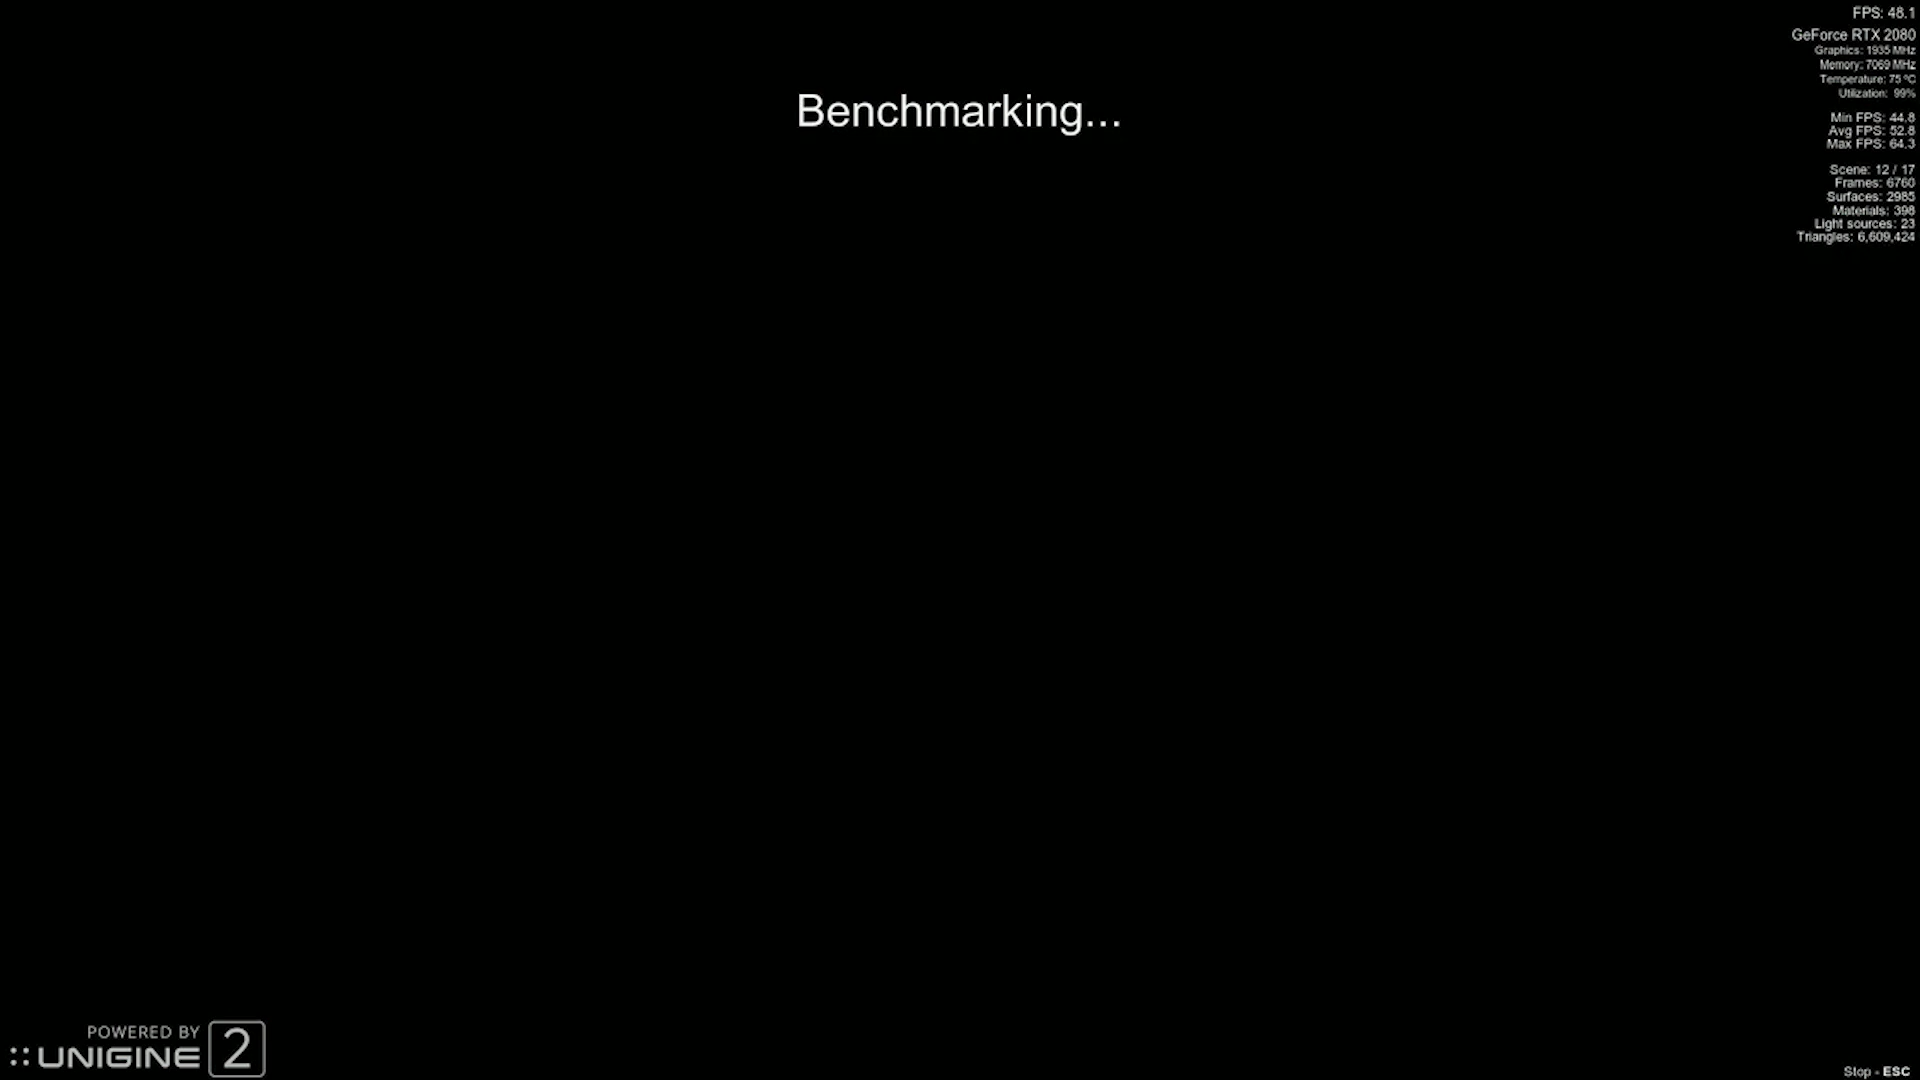 FPS: 48.1
GeForce RTX 2080
Graphics: 1935 MHz
Memory: 7069 MHz
Temperature: 75 °C
Utilization: 99%
Benchmarking...
Min FPS: 44.8
Avg FPS: 52.8
Max FPS: 64.3
Scene: 12 / 17
Frames: 6760
Surfaces: 2985
Materials: 398
Light sources: 23
Triangles: 6,609,424
POWERED BY
UNIGINE 2
Stop - ESC